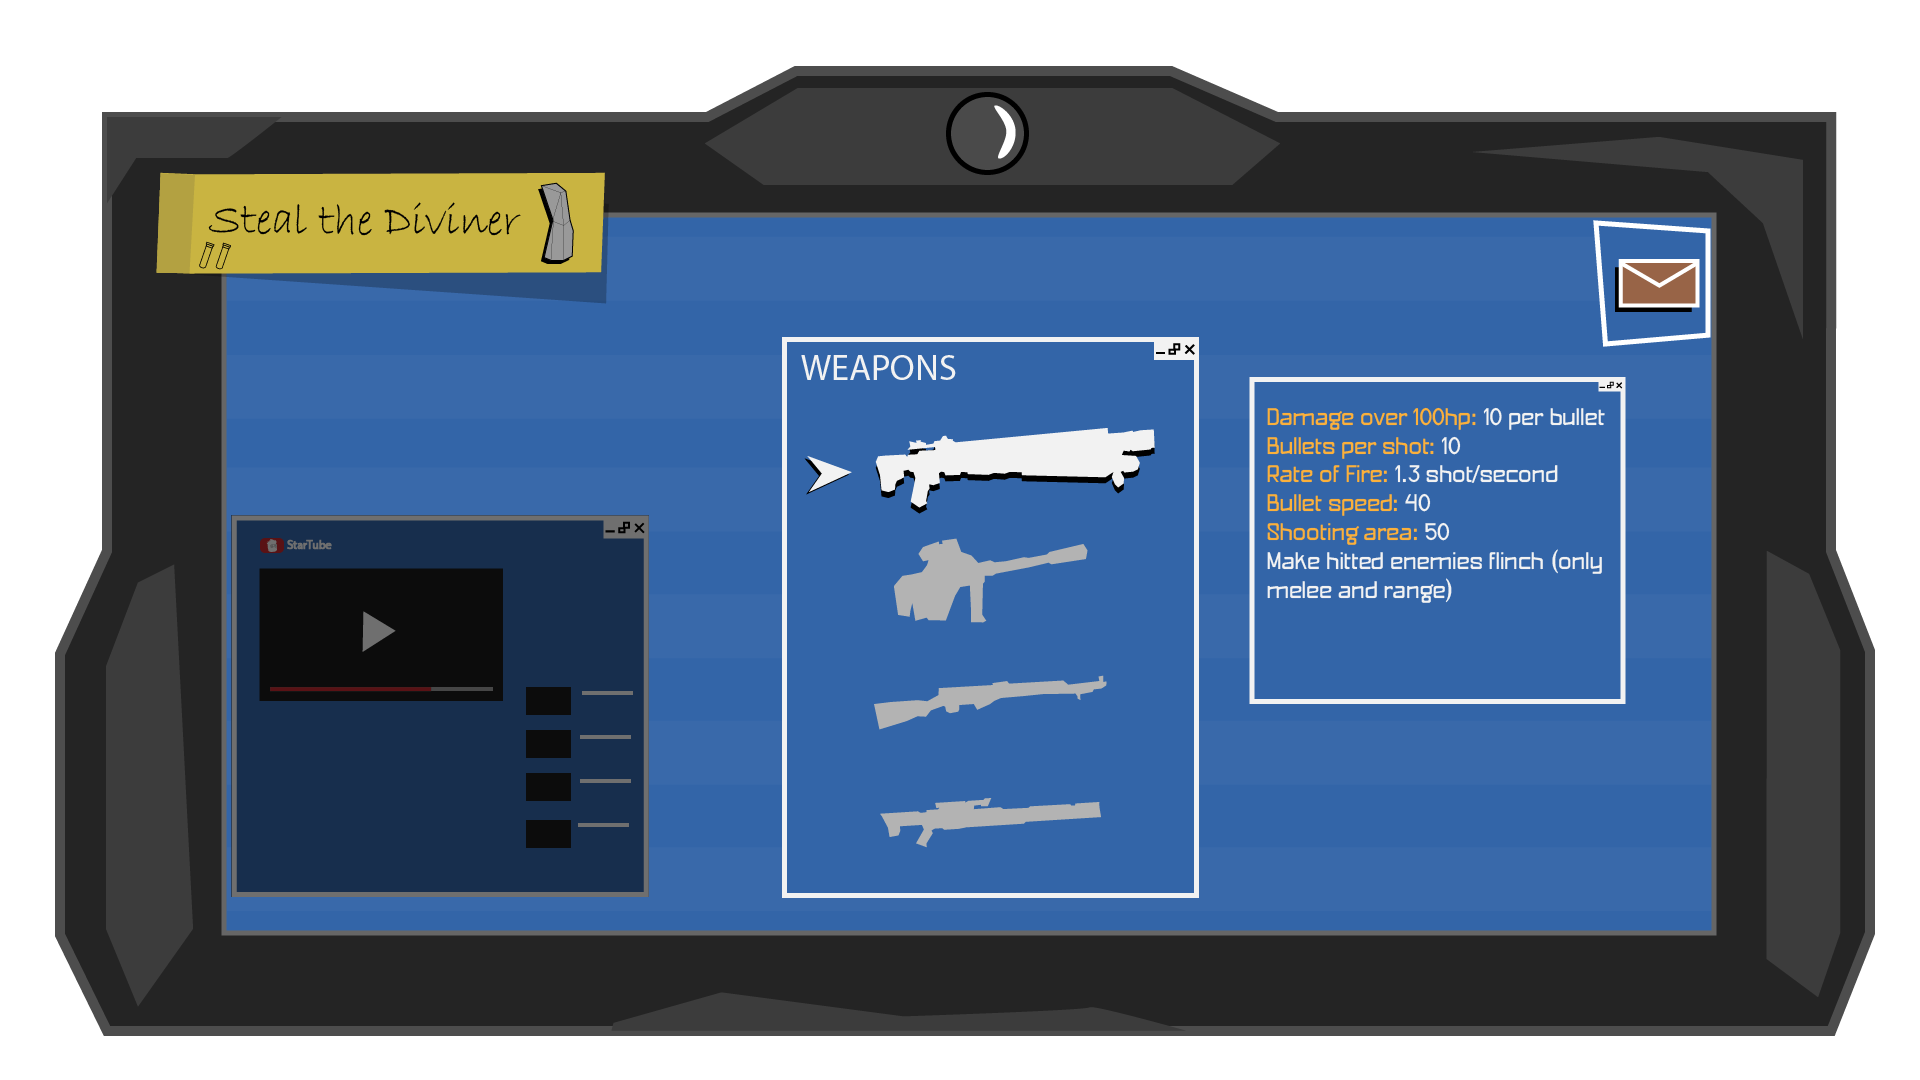 Steal the Diviner
WEAPONS
Damage over 100hp: 10 per bullet
Bullets per shot: 10
Rate of Fire: 1.3 shot/second
Bullet speed: 40
Shooting area: 50
Make hitted enemies flinch (only
melee and range)
StarTube